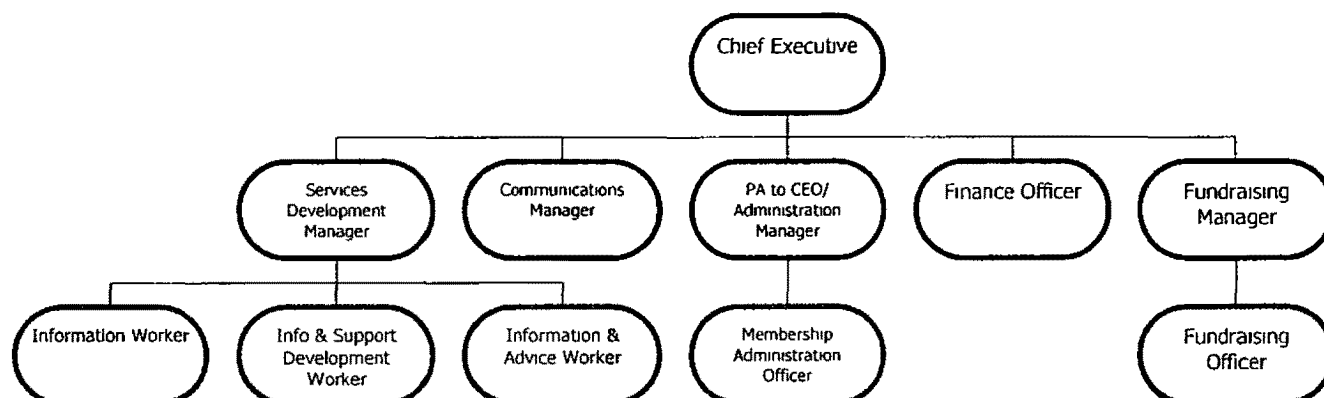 Chief Executive
Services
Development
Manager
Communications
Manager
PA to CEO/
Administration
Manager
Finance Officer
Fundraising
Manager
Information Worker
Info & Support
Development
Worker
Information &
Advice Worker
Membership
Administration
Officer
Fundraising
Officer